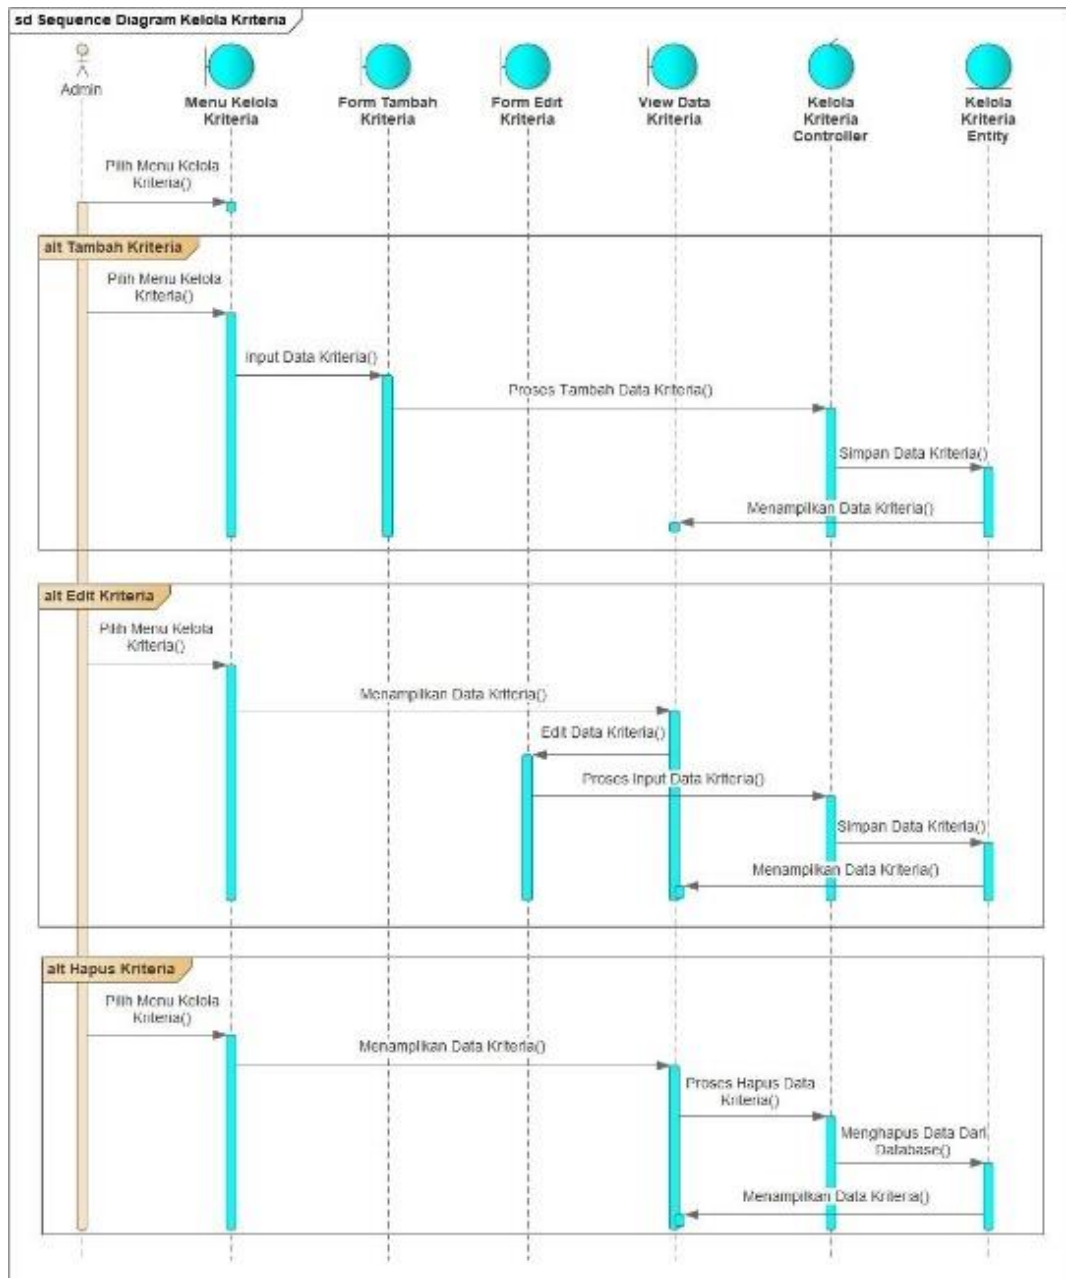 sd Sequence Diagram Kelola Kriteria
Admin
Menu Kelola
Kriteria
Form Tambah
Kriteria
Form Edit
Kriteria
View Data
Kriteria
Kelola
Kriteria
Controller
Kelola
Kriteria
Entity
Pilih Menu Kelola
Kriteria()
alt Tambah Kriteria
Pilih Menu Kelola
Kriteria()
Input Data Kriteria()
Proses Tambah Data Kriteria()
Simpan Data Kriteria()
Menampilkan Data Kriteria()
alt Edit Kriteria
Pilih Menu Kelola
Kriteria()
Menampilkan Data Kriteria()
Edit Data Kriteria()
Proses Input Data Kriteria()
Simpan Data Kriteria()
Menampilkan Data Kriteria()
alt Hapus Kriteria
Pilih Menu Kelola
Kriteria()
Menampilkan Data Kriteria()
Proses Hapus Data
Kriteria()
Menghapus Data Dari
Database()
Menampilkan Data Kriteria()